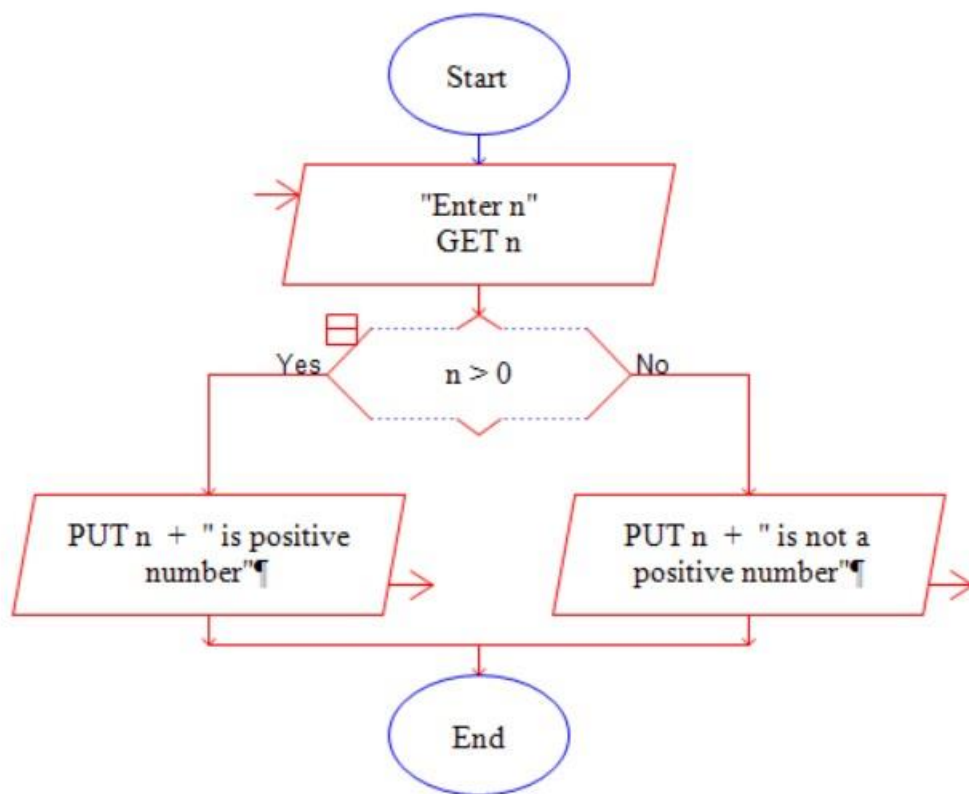 Start
"Enter n"
GET n
Yes
n > 0
No
PUT n + " is positive
number"¶
PUT n + " is not a
positive number"¶
End